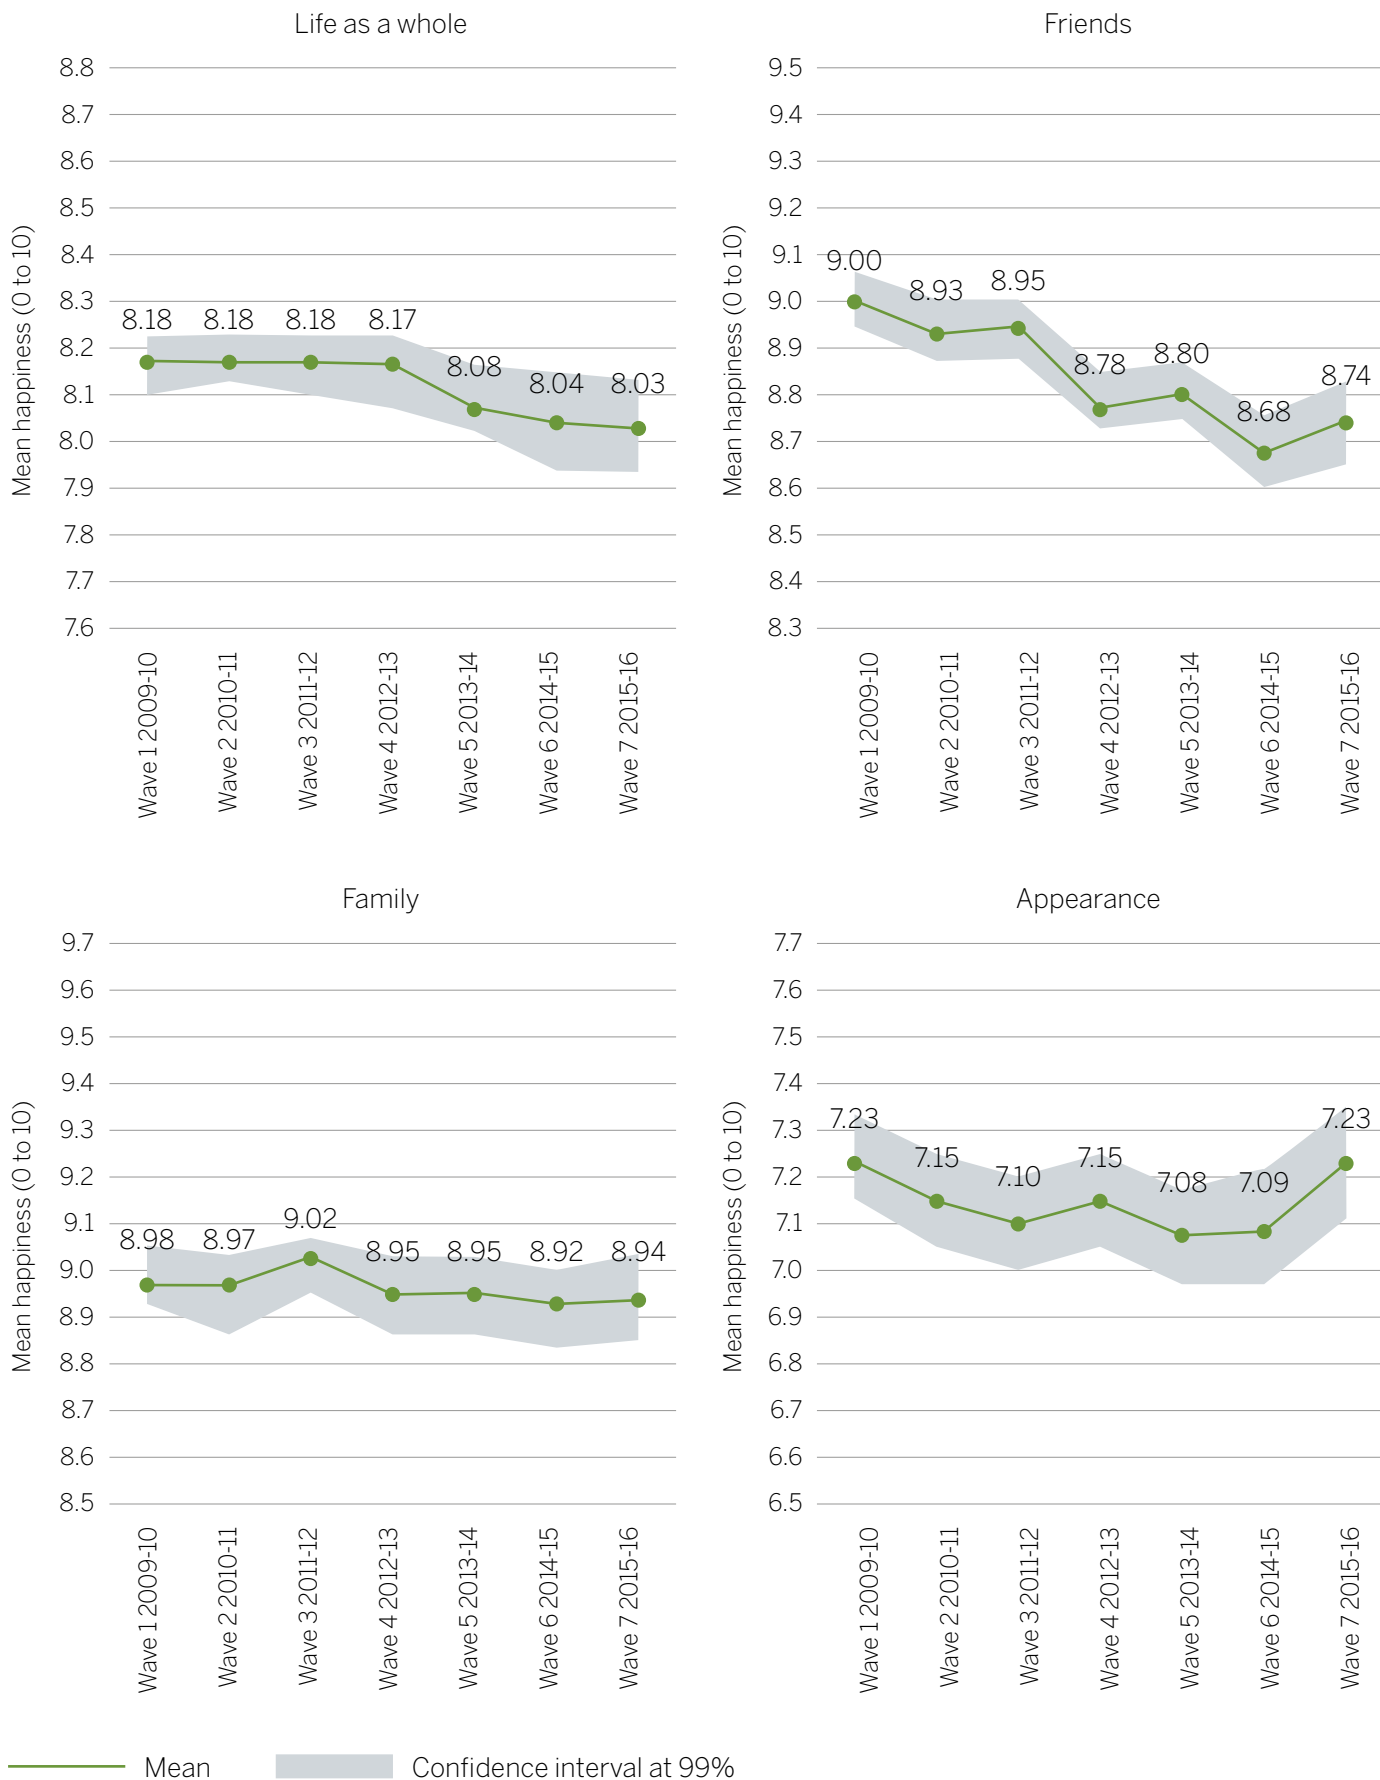 Life as a whole
8.8
8.7
8.6
8.5
8.4
8.3
8.2
8.1
8.0
7.9
7.8
7.7
7.6
Mean happiness (0 to 10)
8.18 8.18 8.18 8.17 8.08 8.04 8.03
Wave 1 2009-10
Wave 2 2010-11
Wave 3 2011-12
Wave 4 2012-13
Wave 5 2013-14
Wave 6 2014-15
Wave 7 2015-16
Friends
9.5
9.4
9.3
9.2
9.1
9.0
8.9
8.8
8.7
8.6
8.5
8.4
8.3
Mean happiness (0 to 10)
9.00 8.93 8.95 8.78 8.80 8.68 8.74
Wave 1 2009-10
Wave 2 2010-11
Wave 3 2011-12
Wave 4 2012-13
Wave 5 2013-14
Wave 6 2014-15
Wave 7 2015-16
Family
9.7
9.6
9.5
9.4
9.3
9.2
9.1
9.0
8.9
8.8
8.7
8.6
8.5
Mean happiness (0 to 10)
8.98 8.97 9.02 8.95 8.95 8.92 8.94
Wave 1 2009-10
Wave 2 2010-11
Wave 3 2011-12
Wave 4 2012-13
Wave 5 2013-14
Wave 6 2014-15
Wave 7 2015-16
Appearance
7.7
7.6
7.5
7.4
7.3
7.2
7.1
7.0
6.9
6.8
6.7
6.6
6.5
Mean happiness (0 to 10)
7.23 7.15 7.10 7.15 7.08 7.09 7.23
Wave 1 2009-10
Wave 2 2010-11
Wave 3 2011-12
Wave 4 2012-13
Wave 5 2013-14
Wave 6 2014-15
Wave 7 2015-16
Mean
Confidence interval at 99%